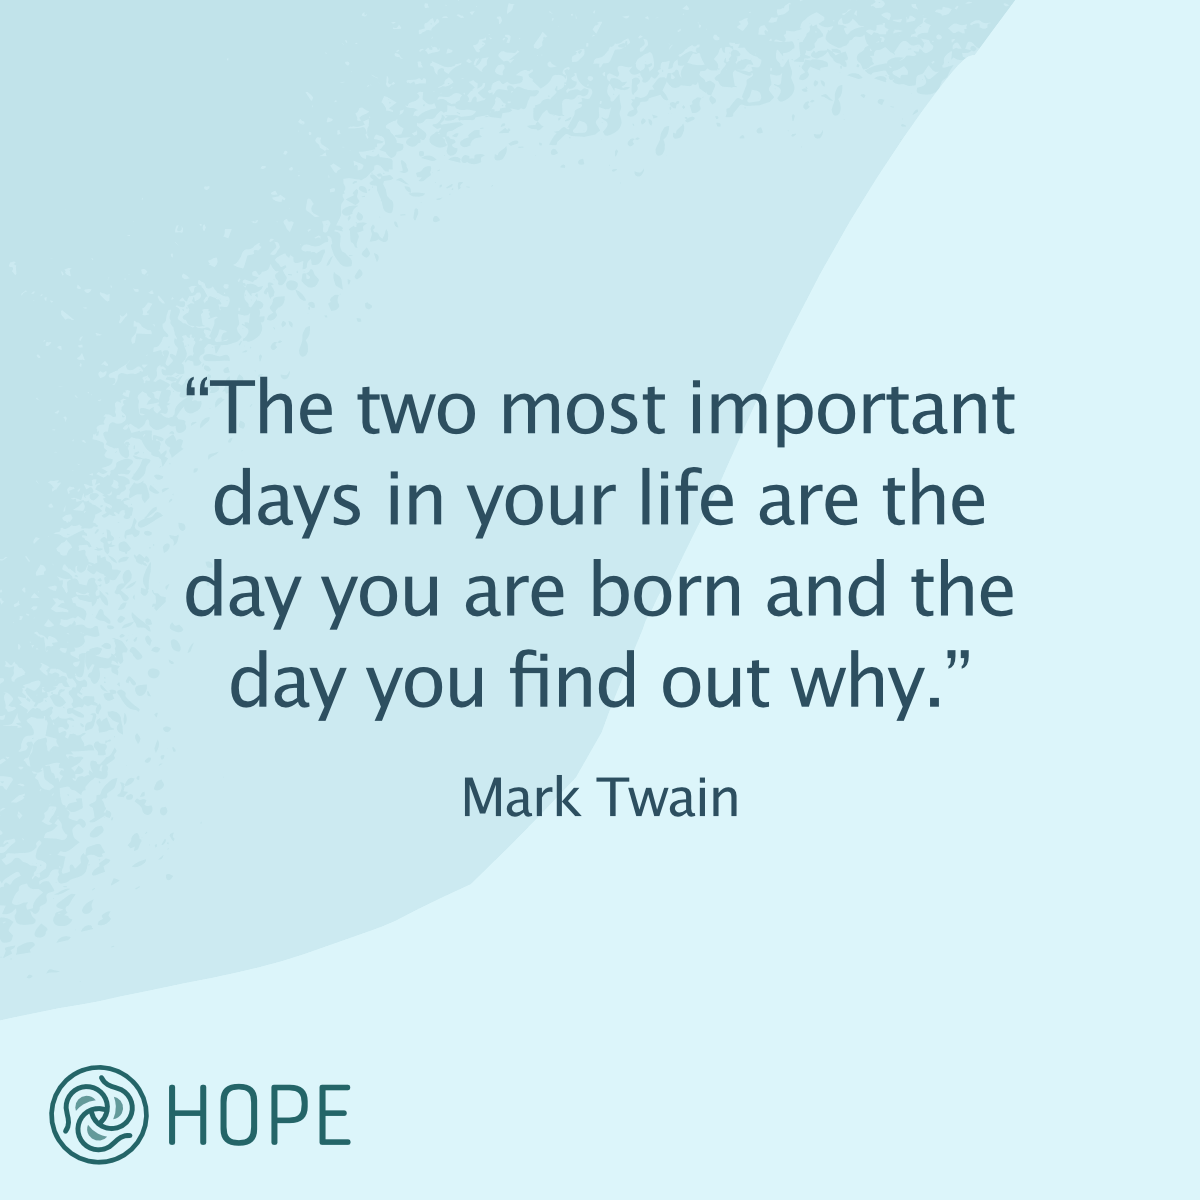 “The two most important
days in your life are the
day you are born and the
day you find out why.”
Mark Twain
HOPE